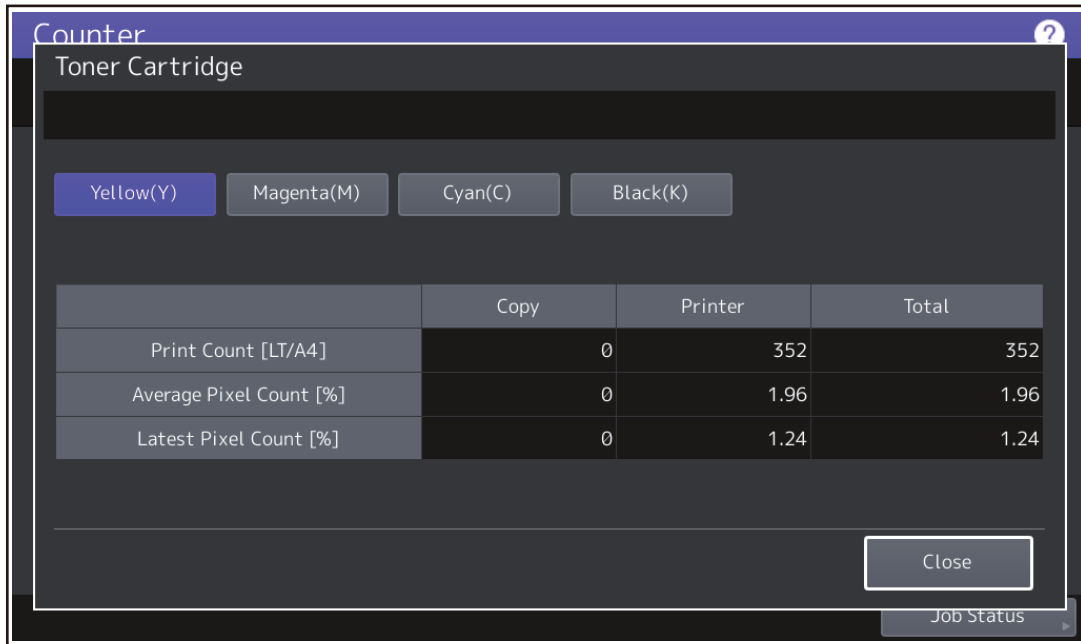 Counter ?
Toner Cartridge
Yellow(Y) Magenta(M) Cyan(C) Black(K)
Copy Printer Total
Print Count [LT/A4] 0 352 352
Average Pixel Count [%] 0 1.96 1.96
Latest Pixel Count [%] 0 1.24 1.24
Close
Job Status